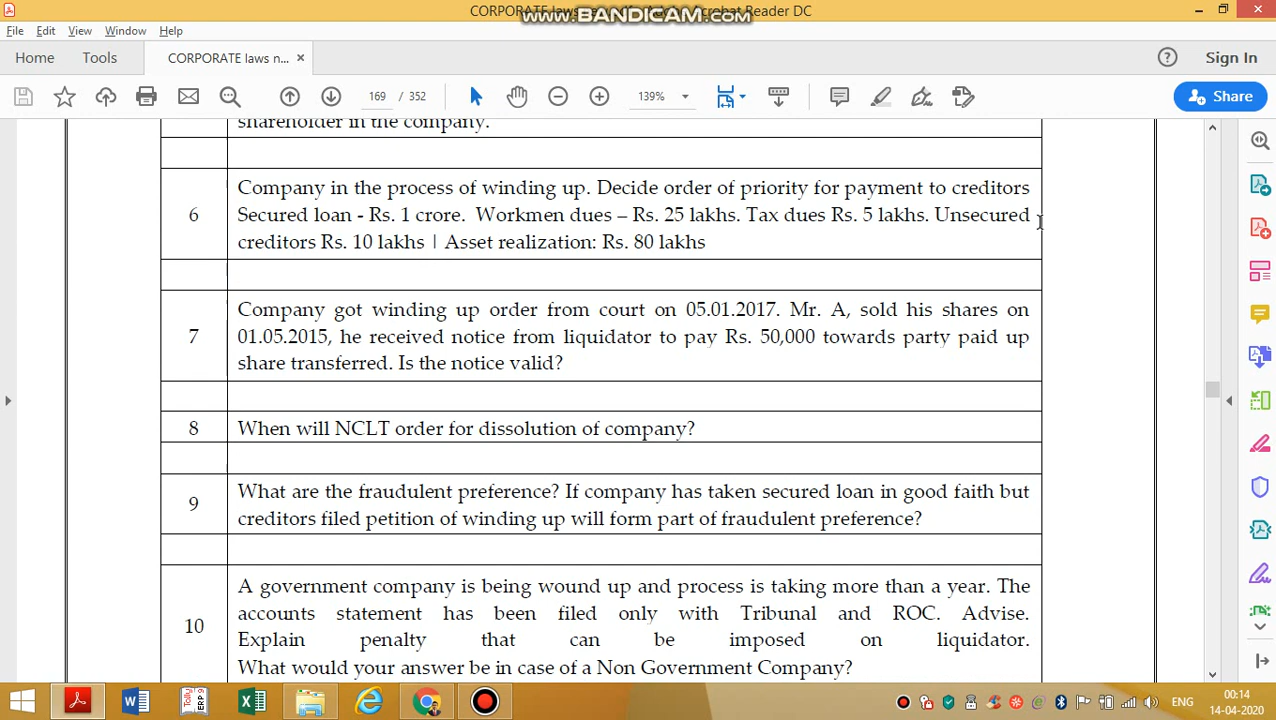 CORPORATE laws
Acrobat Reader DC
www.BANDICAM.com
File Edit View Window Help
Home Tools CORPORATE laws n... × Sign In
169 / 352 139% Share
shareholder in the company.
Company in the process of winding up. Decide order of priority for payment to creditors
6 Secured loan - Rs. 1 crore. Workmen dues – Rs. 25 lakhs. Tax dues Rs. 5 lakhs. Unsecured
creditors Rs. 10 lakhs | Asset realization: Rs. 80 lakhs
Company got winding up order from court on 05.01.2017. Mr. A, sold his shares on
7 01.05.2015, he received notice from liquidator to pay Rs. 50,000 towards party paid up
share transferred. Is the notice valid?
8 When will NCLT order for dissolution of company?
What are the fraudulent preference? If company has taken secured loan in good faith but
9 creditors filed petition of winding up will form part of fraudulent preference?
A government company is being wound up and process is taking more than a year. The
accounts statement has been filed only with Tribunal and ROC. Advise.
10 Explain penalty that can be imposed on liquidator.
What would your answer be in case of a Non Government Company?
ENG 00:14
14-04-2020